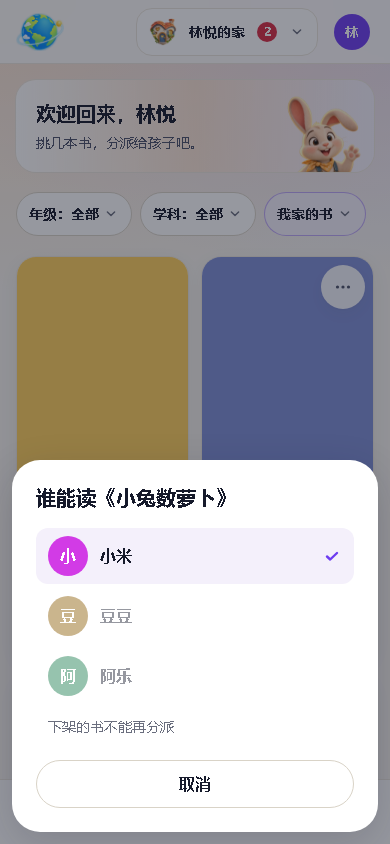 林悦的家 2 林
欢迎回来，林悦
挑几本书，分派给孩子吧。
年级：全部 学科：全部 我家的书
谁能读《小兔数萝卜》
小 小米
豆 豆豆
阿 阿乐
下架的书不能再分派
取消